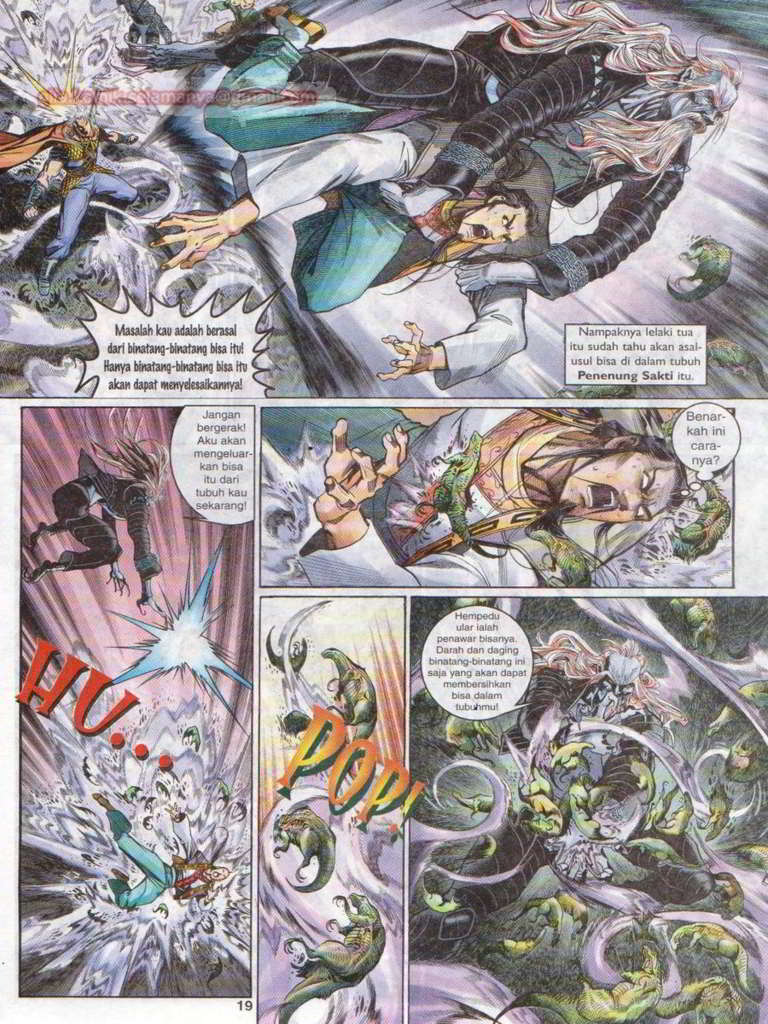 Masalah kau adalah berasal
dari binatang-binatang bisa itu!
Hanya binatang-binatang bisa itu
akan dapat menyelesaikannya!
Nampaknya lelaki tua
itu sudah tahu akan asal-
usul bisa di dalam tubuh
Penenung Sakti itu.
Jangan
bergerak!
Aku akan
mengeluar-
kan bisa
itu dari
tubuh kau
sekarang!
Benar-
kah ini
cara-
nya?
HU...
POP!
Hempedu
ular ialah
penawar bisanya.
Darah dan daging
binatang-binatang ini
saja yang akan dapat
membersihkan
bisa dalam
tubuhmu!
19